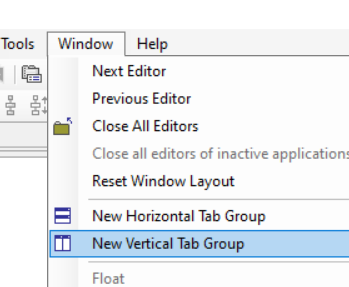 Tools Window Help
Next Editor
Previous Editor
Close All Editors
Close all editors of inactive applications
Reset Window Layout
New Horizontal Tab Group
New Vertical Tab Group
Float